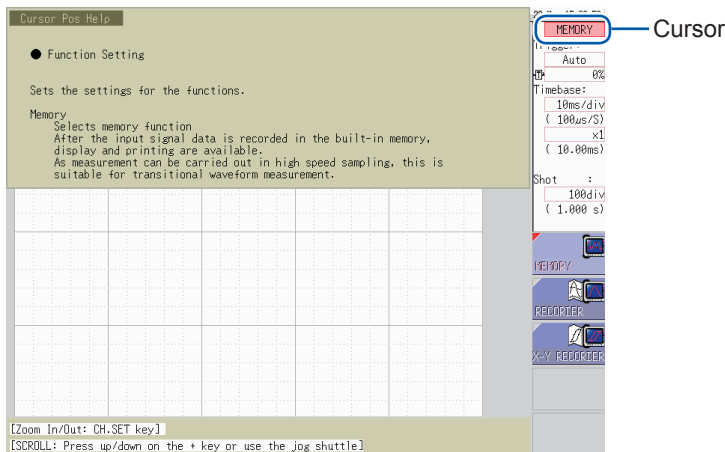 Cursor Pos Help
● Function Setting
Sets the settings for the functions.
Memory
Selects memory function
After the input signal data is recorded in the built-in memory,
display and printing are available.
As measurement can be carried out in high speed sampling, this is
suitable for transitional waveform measurement.
[Zoom In/Out: CH.SET key]
[SCROLL: Press up/down on the + key or use the jog shuttle]
MEMORY
Cursor
Auto
0%
Timebase:
10ms/div
( 100µs/S)
x1
( 10.00ms)
Shot :
100div
( 1.000 s)
MEMORY
RECORDER
X-Y RECORDER